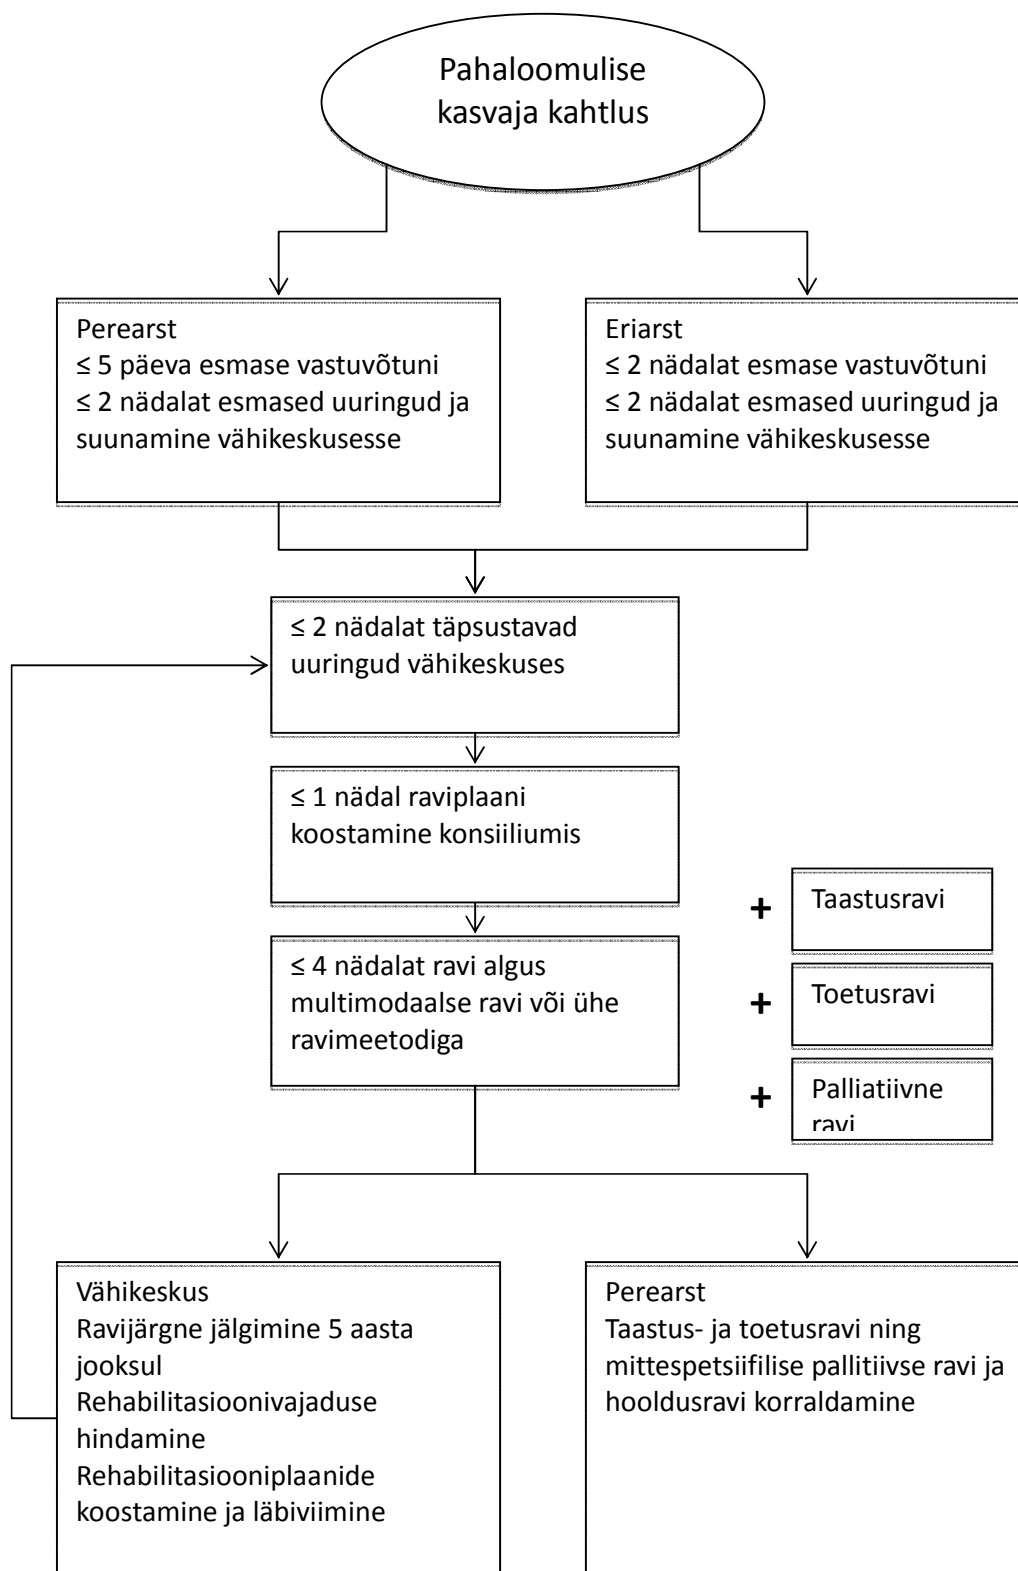 Pahaloomulise
kasvaja kahtlus
Perearst
≤ 5 päeva esmase vastuvõtuni
≤ 2 nädalat esmased uuringud ja
suunamine vähikeskusesse
Eriarst
≤ 2 nädalat esmase vastuvõtuni
≤ 2 nädalat esmased uuringud ja
suunamine vähikeskusesse
≤ 2 nädalat täpsustavad
uuringud vähikeskuses
≤ 1 nädal raviplaani
koostamine konsiiliumis
≤ 4 nädalat ravi algus
multimodaalse ravi või ühe
ravimeetodiga
+ Taastusravi
+ Toetusravi
+ Palliatiivne
ravi
Vähikeskus
Ravijärgne jälgimine 5 aasta
jooksul
Rehabilitasioonivajaduse
hindamine
Rehabilitasiooniplaanide
koostamine ja läbiviimine
Perearst
Taastus- ja toetusravi ning
mittespetsiifilise pallitiivse ravi ja
hooldusravi korraldamine